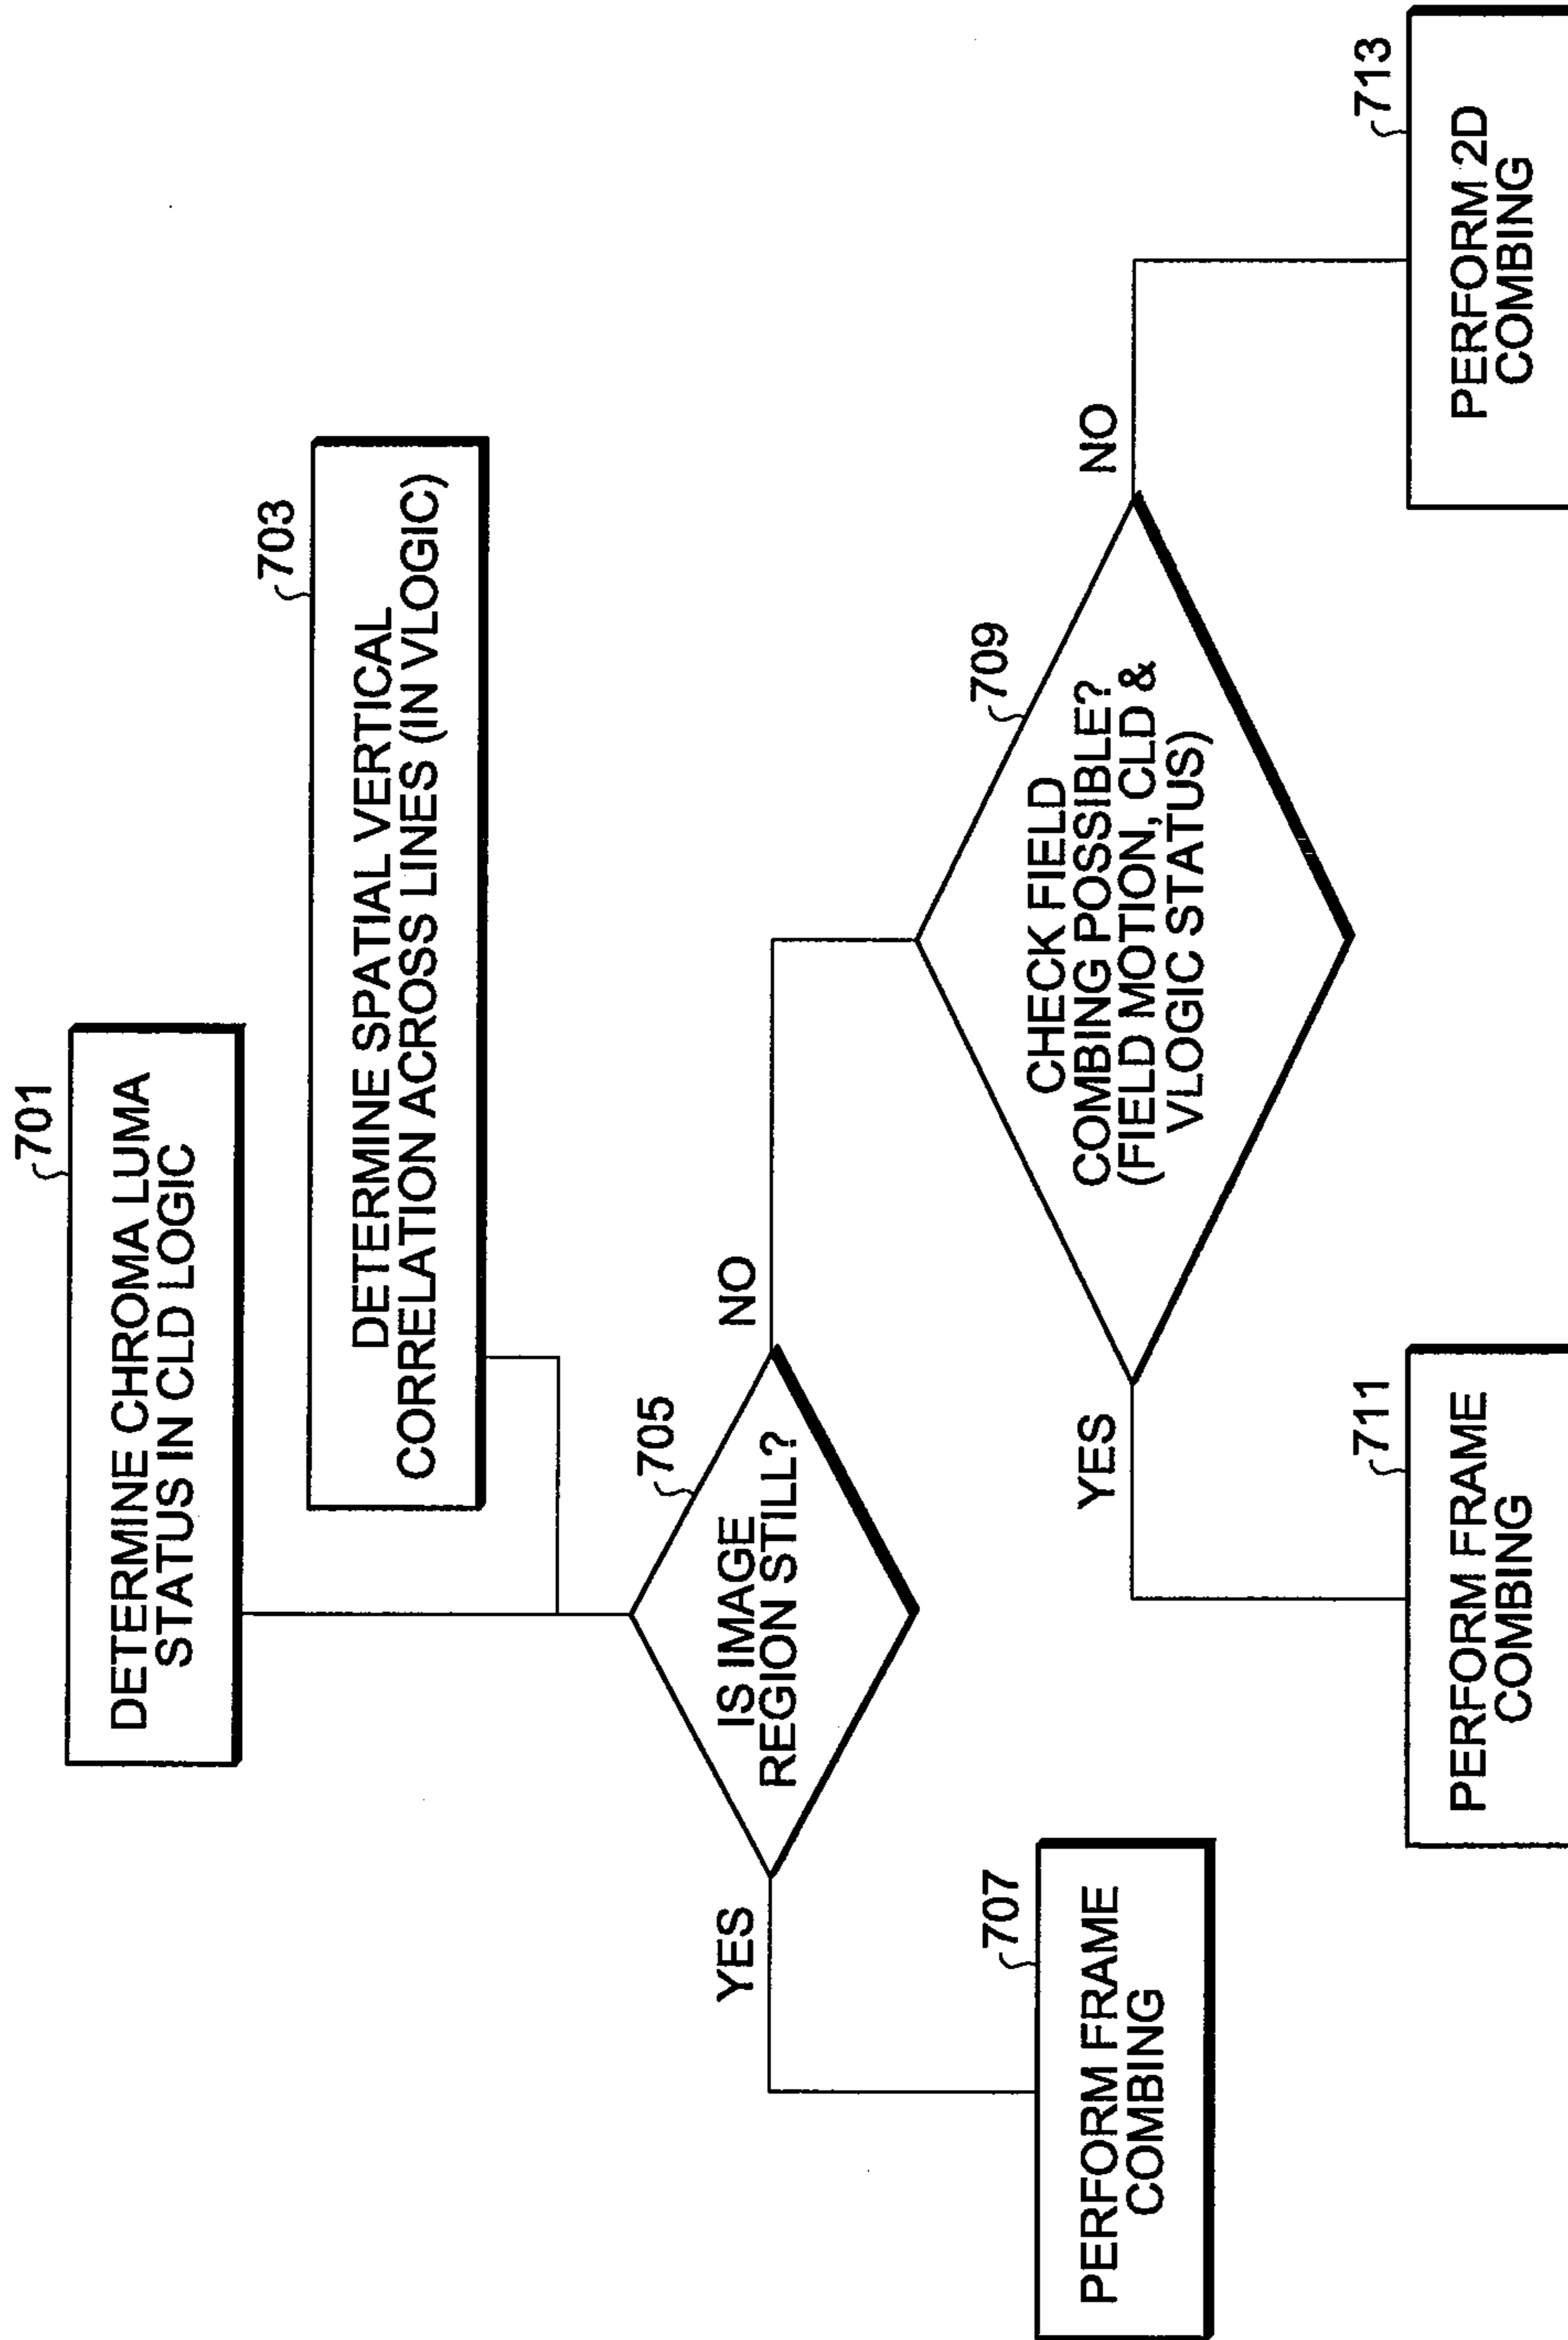 701
DETERMINE CHROMA LUMA
STATUS IN CLD LOGIC
703
DETERMINE SPATIAL VERTICAL
CORRELATION ACROSS LINES (IN VLOGIC)
705
IS IMAGE
REGION STILL?
YES
NO
707
PERFORM FRAME
COMBING
709
CHECK FIELD
COMBING POSSIBLE?
(FIELD MOTION, CLD &
VLOGIC STATUS)
YES
NO
711
PERFORM FRAME
COMBING
713
PERFORM 2D
COMBING